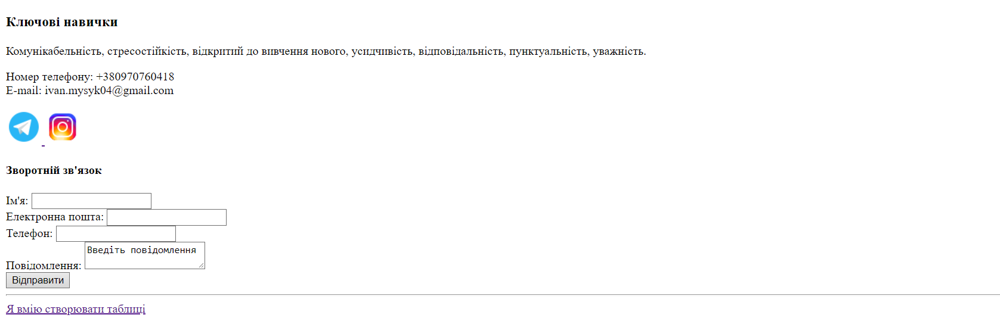 Ключові навички
Комунікабельність, стресостійкість, відкритий до вивчення нового, усидчивість, відповідальність, пунктуальність, уважність.
Номер телефону: +380970760418
E-mail: ivan.mysyk04@gmail.com
Зворотній зв'язок
Ім'я:
Електронна пошта:
Телефон:
Введіть повідомлення
Повідомлення:
Відправити
Я вмію створювати таблиці